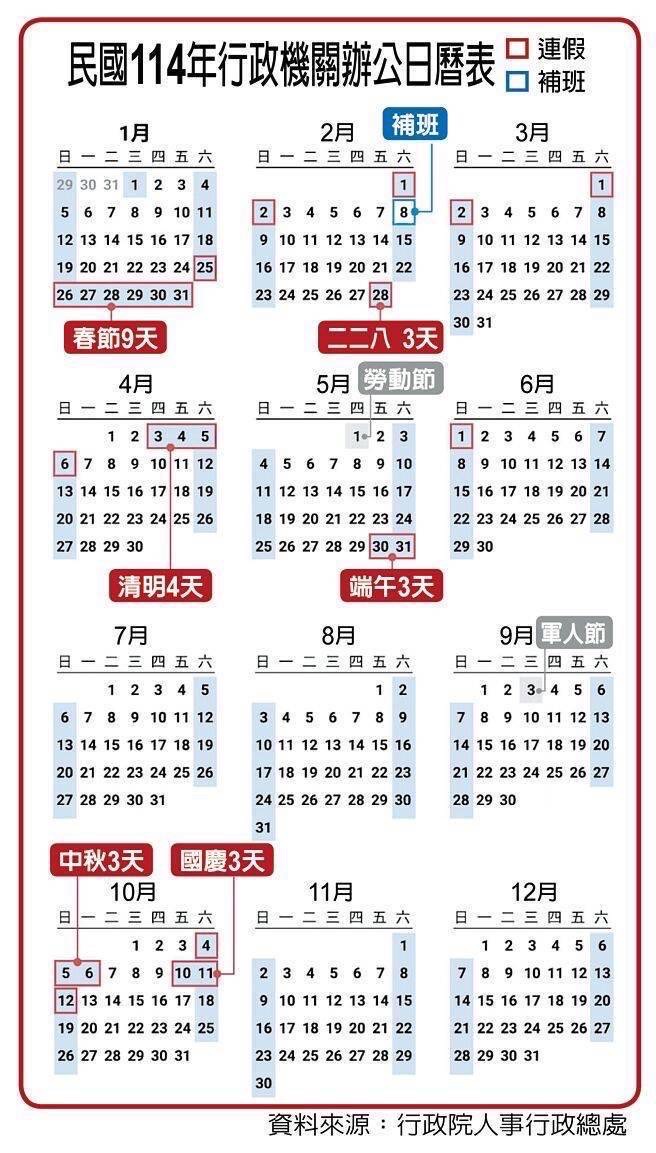 民國114年行政機關辦公日曆表
連假
補班
補班
1月
日 一 二 三 四 五 六
29 30 31 1 2 3 4
5 6 7 8 9 10 11
12 13 14 15 16 17 18
19 20 21 22 23 24 25
26 27 28 29 30 31
春節9天
2月
日 一 二 三 四 五 六
1
2 3 4 5 6 7 8
9 10 11 12 13 14 15
16 17 18 19 20 21 22
23 24 25 26 27 28
二二八 3天
3月
日 一 二 三 四 五 六
1
2 3 4 5 6 7 8
9 10 11 12 13 14 15
16 17 18 19 20 21 22
23 24 25 26 27 28 29
30 31
4月
日 一 二 三 四 五 六
1 2 3 4 5
6 7 8 9 10 11 12
13 14 15 16 17 18 19
20 21 22 23 24 25 26
27 28 29 30
清明4天
5月
勞動節
日 一 二 三 四 五 六
1 2 3
4 5 6 7 8 9 10
11 12 13 14 15 16 17
18 19 20 21 22 23 24
25 26 27 28 29 30 31
端午3天
6月
日 一 二 三 四 五 六
1 2 3 4 5 6 7
8 9 10 11 12 13 14
15 16 17 18 19 20 21
22 23 24 25 26 27 28
29 30
7月
日 一 二 三 四 五 六
1 2 3 4 5
6 7 8 9 10 11 12
13 14 15 16 17 18 19
20 21 22 23 24 25 26
27 28 29 30 31
8月
日 一 二 三 四 五 六
1 2
3 4 5 6 7 8 9
10 11 12 13 14 15 16
17 18 19 20 21 22 23
24 25 26 27 28 29 30
31
9月
軍人節
日 一 二 三 四 五 六
1 2 3 4 5 6
7 8 9 10 11 12 13
14 15 16 17 18 19 20
21 22 23 24 25 26 27
28 29 30
中秋3天
國慶3天
10月
日 一 二 三 四 五 六
1 2 3 4
5 6 7 8 9 10 11
12 13 14 15 16 17 18
19 20 21 22 23 24 25
26 27 28 29 30 31
11月
日 一 二 三 四 五 六
1
2 3 4 5 6 7 8
9 10 11 12 13 14 15
16 17 18 19 20 21 22
23 24 25 26 27 28 29
30
12月
日 一 二 三 四 五 六
1 2 3 4 5 6
7 8 9 10 11 12 13
14 15 16 17 18 19 20
21 22 23 24 25 26 27
28 29 30 31
資料來源：行政院人事行政總處